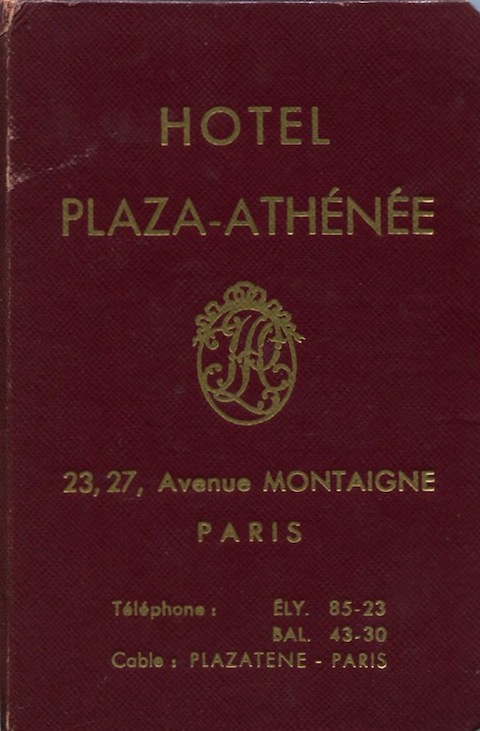 HOTEL
PLAZA-ATHÉNÉE
23, 27, Avenue MONTAIGNE
PARIS
Téléphone : ÉLY. 85-23
BAL. 43-30
Cable : PLAZATENE - PARIS